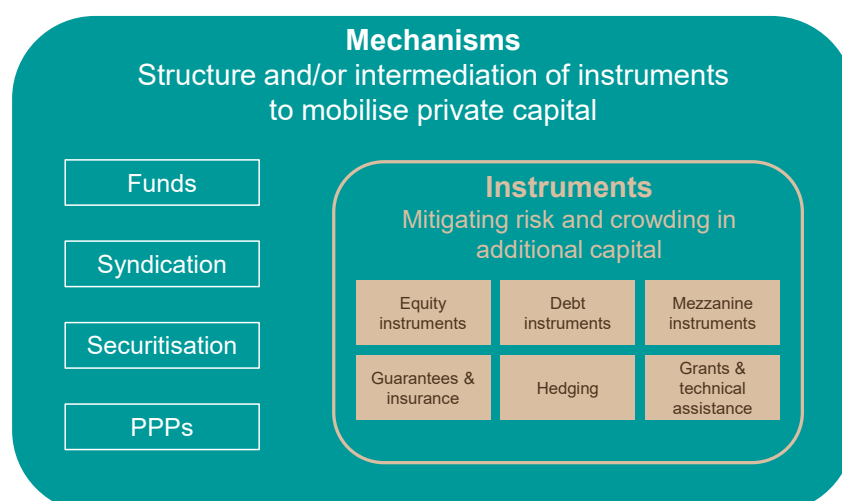 Mechanisms
Structure and/or intermediation of instruments
to mobilise private capital
Funds
Syndication
Securitisation
PPPs
Instruments
Mitigating risk and crowding in
additional capital
Equity
instruments
Debt
instruments
Mezzanine
instruments
Guarantees &
insurance
Hedging
Grants &
technical
assistance